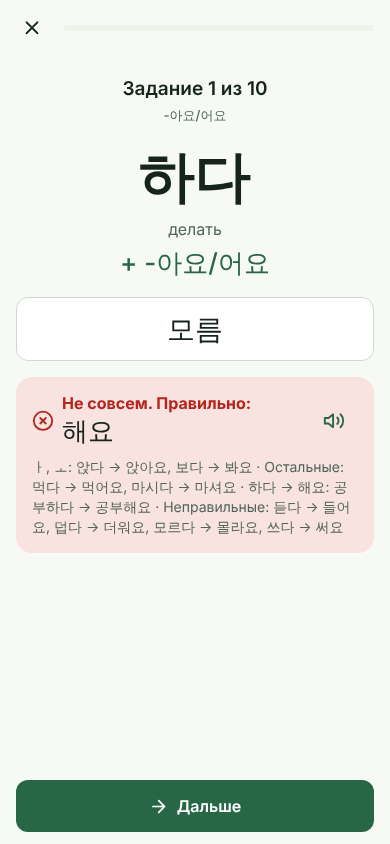 Задание 1 из 10
-아요/어요
하다
делать
+ -아요/어요
모름
Не совсем. Правильно:
해요
ㅏ, ㅗ: 앉다 → 앉아요, 보다 → 봐요 · Остальные:
먹다 → 먹어요, 마시다 → 마셔요 · 하다 → 해요: 공
부하다 → 공부해요 · Неправильные: 듣다 → 들어
요, 덥다 → 더워요, 모르다 → 몰라요, 쓰다 → 써요
→ Дальше